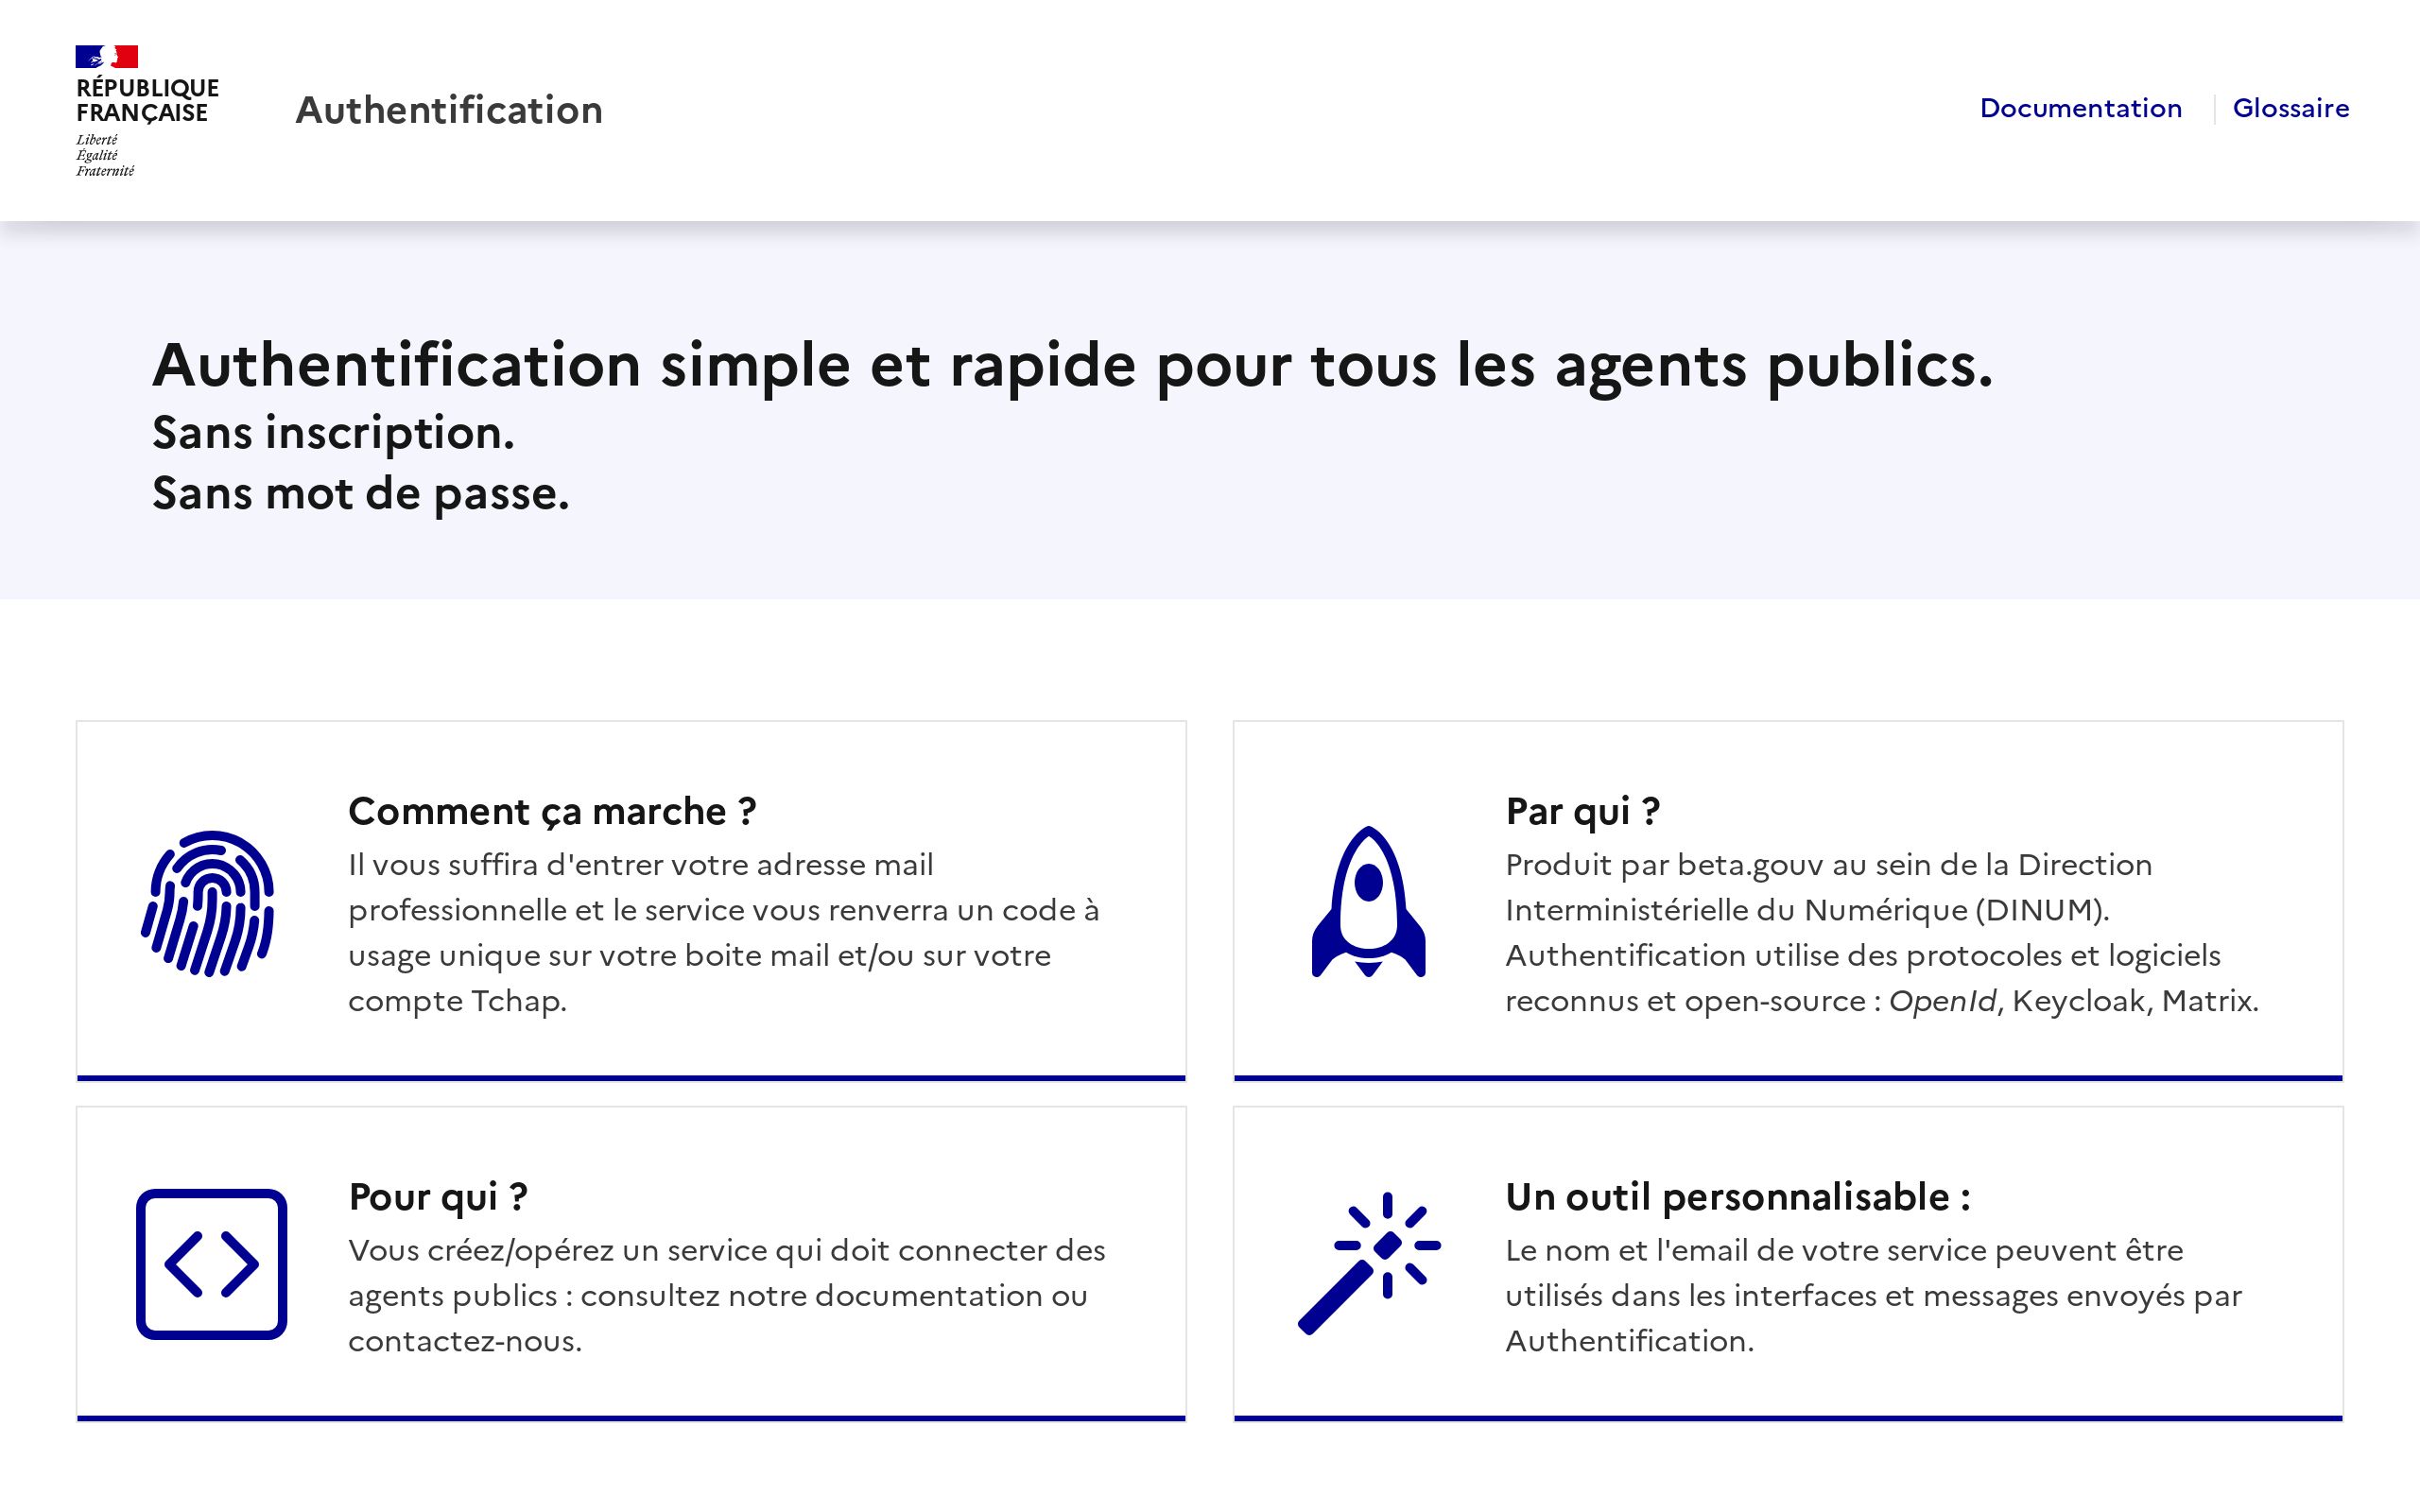 RÉPUBLIQUE
FRANÇAISE
Liberté
Égalité
Fraternité
Authentification
Documentation
Glossaire
Authentification simple et rapide pour tous les agents publics.
Sans inscription.
Sans mot de passe.
Comment ça marche ?
Il vous suffira d'entrer votre adresse mail
professionnelle et le service vous renverra un code à
usage unique sur votre boite mail et/ou sur votre
compte Tchap.
Par qui ?
Produit par beta.gouv au sein de la Direction
Interministérielle du Numérique (DINUM).
Authentification utilise des protocoles et logiciels
reconnus et open-source : OpenId, Keycloak, Matrix.
Pour qui ?
Vous créez/opérez un service qui doit connecter des
agents publics : consultez notre documentation ou
contactez-nous.
Un outil personnalisable :
Le nom et l'email de votre service peuvent être
utilisés dans les interfaces et messages envoyés par
Authentification.